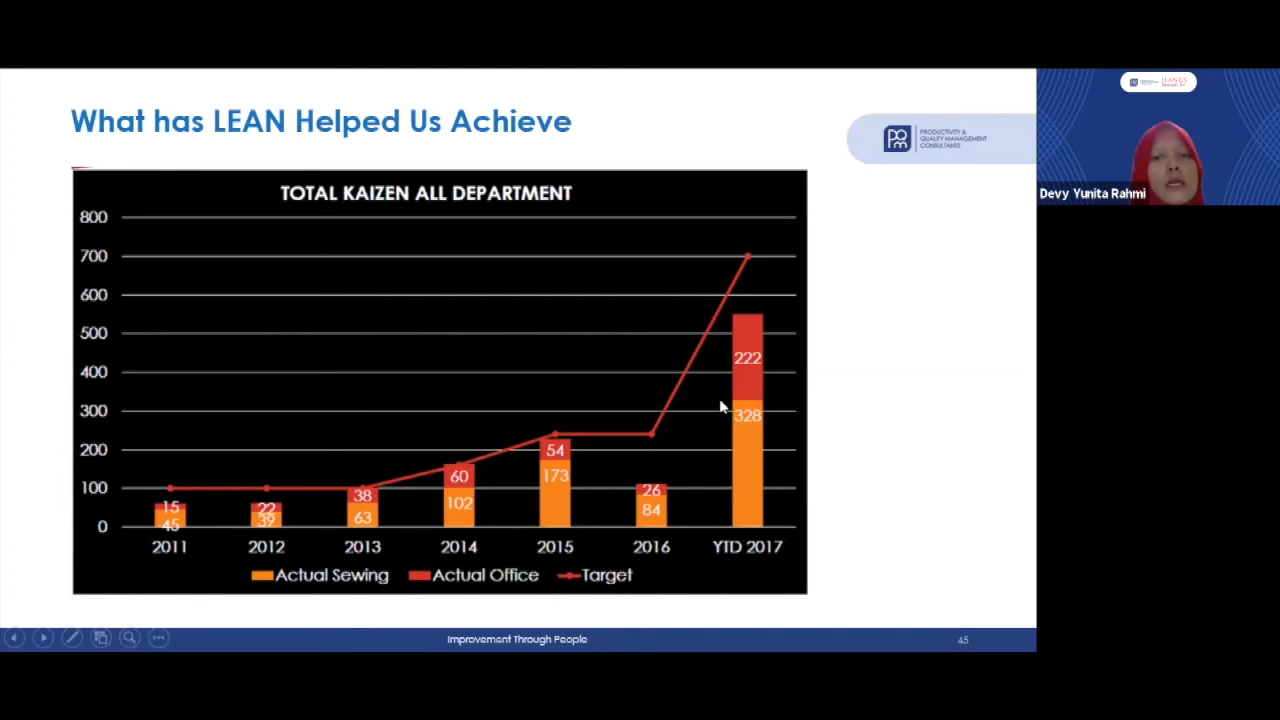 What has LEAN Helped Us Achieve
PRODUCTIVITY &
QUALITY MANAGEMENT
CONSULTANTS
HANES
Devy Yunita Rahmi
TOTAL KAIZEN ALL DEPARTMENT
800
700
600
500
400
300
200
100
0
15
45
22
39
38
63
60
102
54
173
26
84
222
328
2011 2012 2013 2014 2015 2016 YTD 2017
Actual Sewing Actual Office Target
Improvement Through People
45